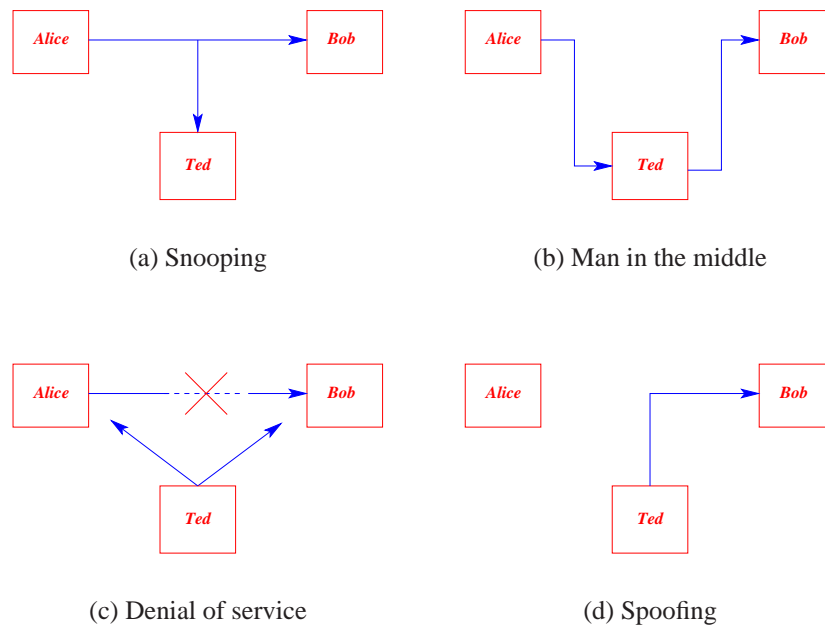 Alice
Bob
Ted
(a) Snooping
Alice
Bob
Ted
(b) Man in the middle
Alice
Bob
Ted
(c) Denial of service
Alice
Bob
Ted
(d) Spoofing